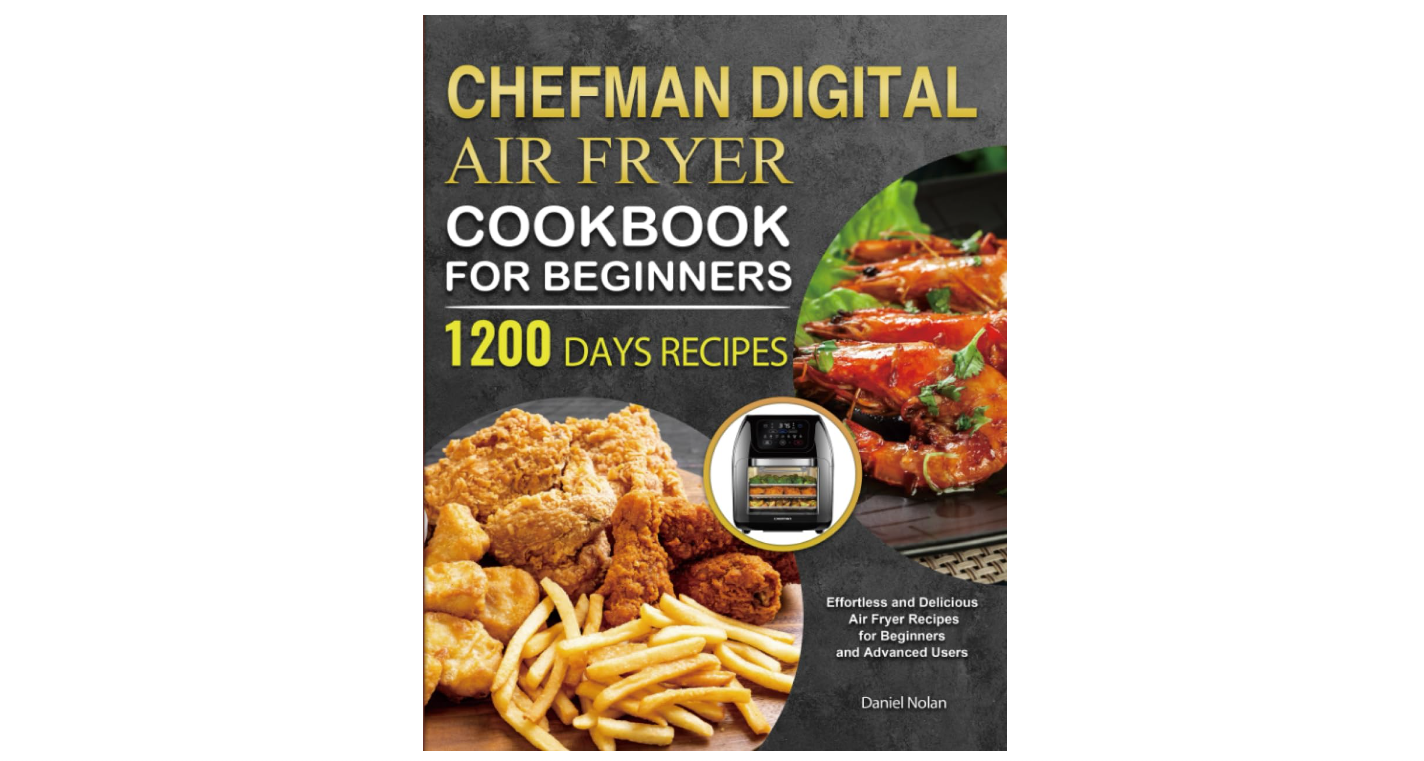 CHEFMAN DIGITAL
AIR FRYER
COOKBOOK
FOR BEGINNERS
1200 DAYS RECIPES
Effortless and Delicious
Air Fryer Recipes
for Beginners
and Advanced Users
Daniel Nolan